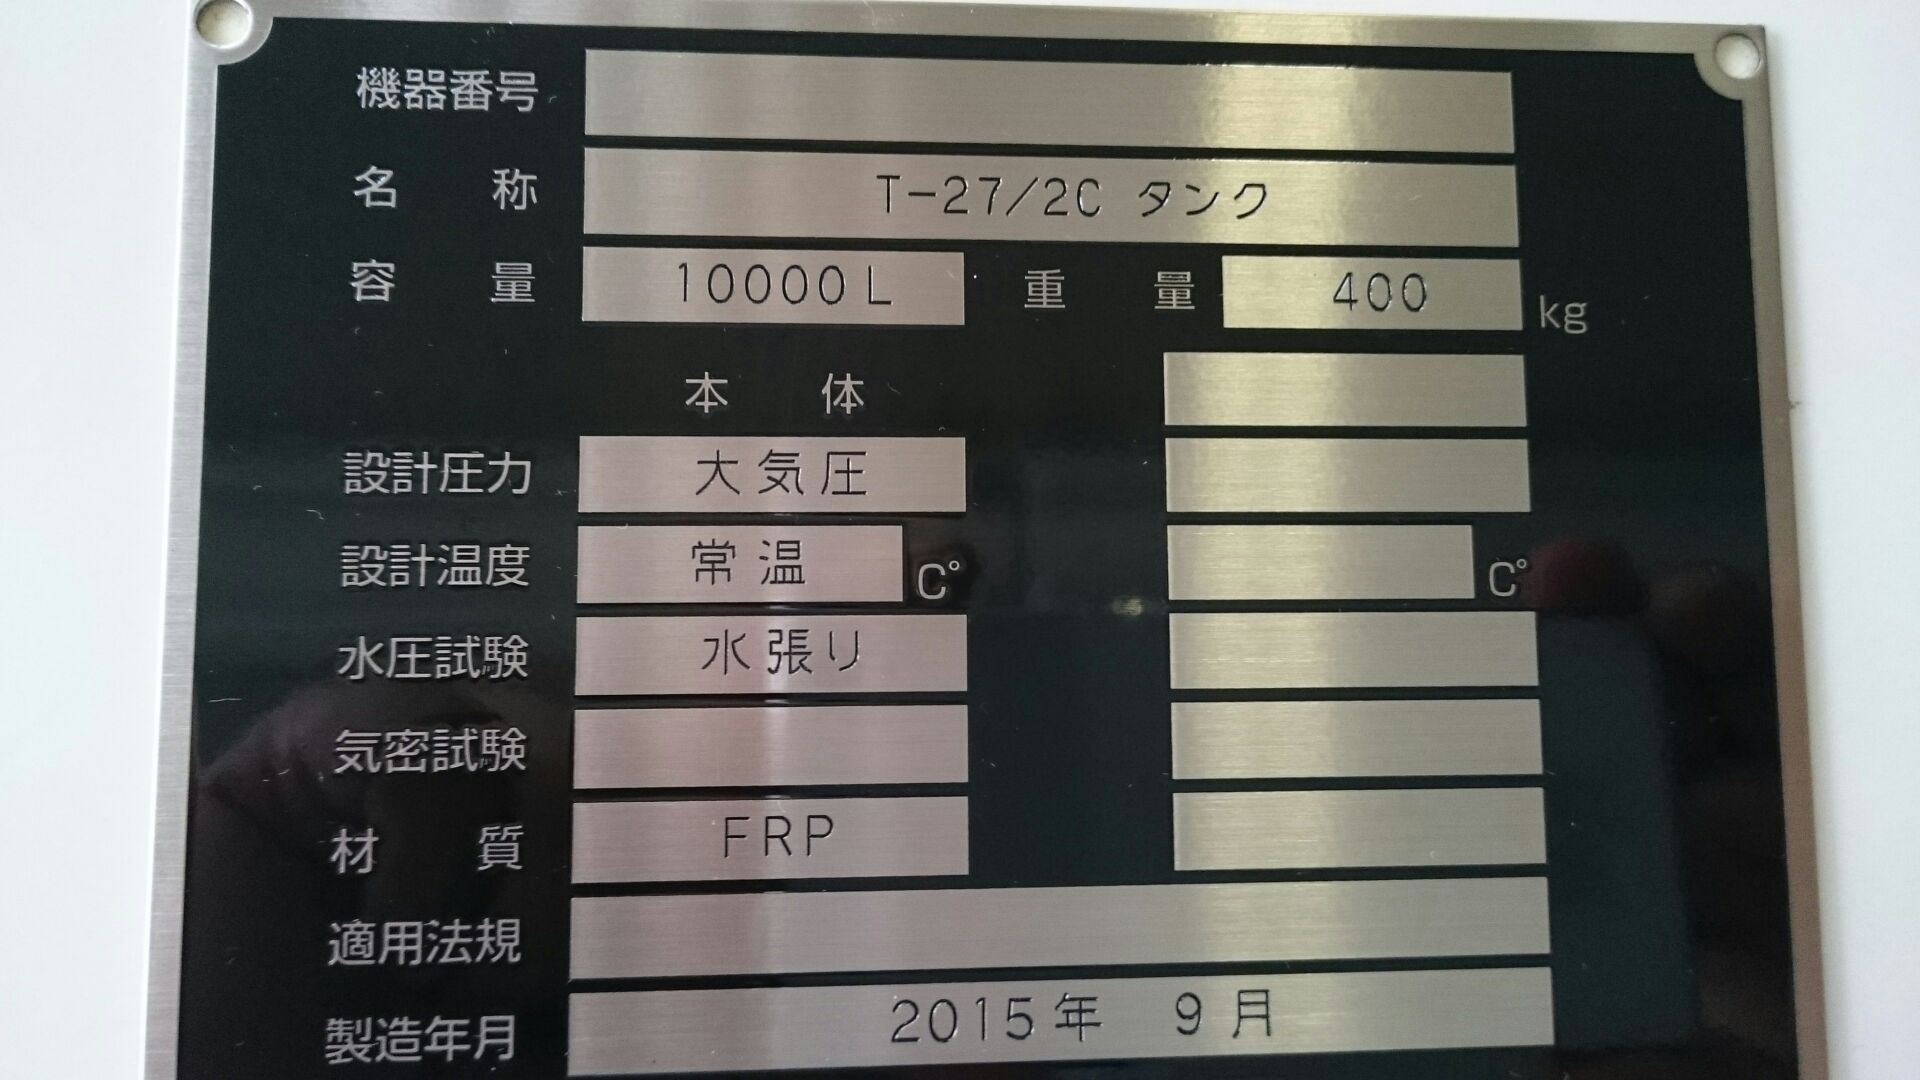 機器番号
名称 T-27/2C タンク
容量 10000L 重量 400 kg
本体
設計圧力 大気圧
設計温度 常温 C° C°
水圧試験 水張り
気密試験
材質 FRP
適用法規
製造年月 2015年 9月